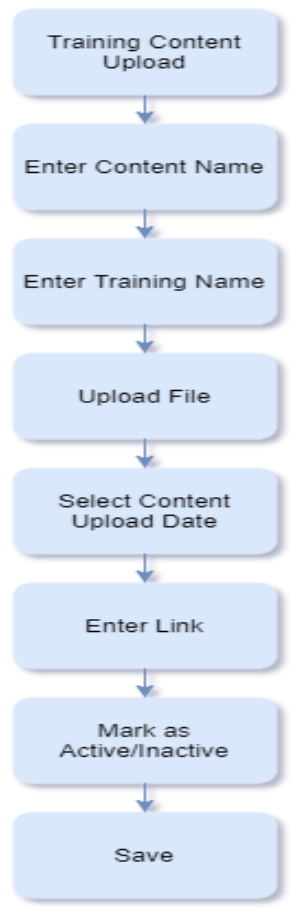 Training Content
Upload
Enter Content Name
Enter Training Name
Upload File
Select Content
Upload Date
Enter Link
Mark as
Active/Inactive
Save